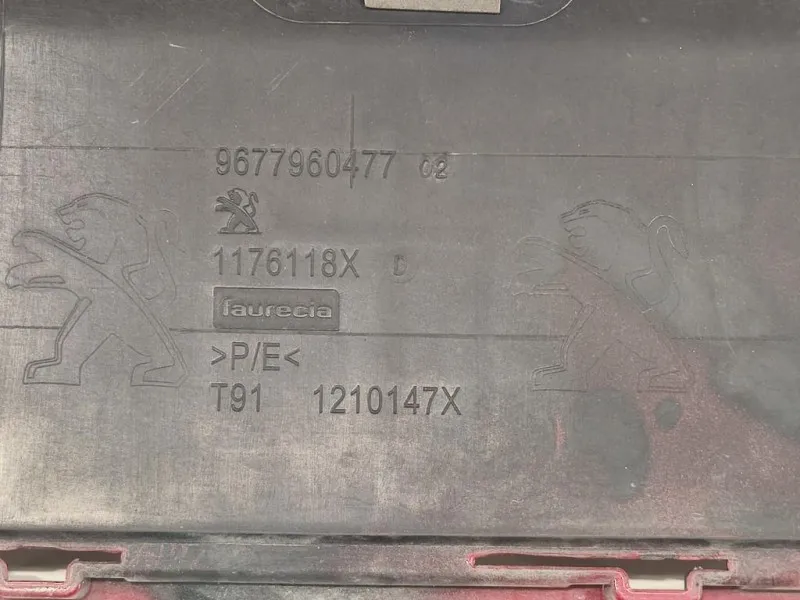 9677960477 02
1176118X D
faurecia
>P/E<
T91 1210147X